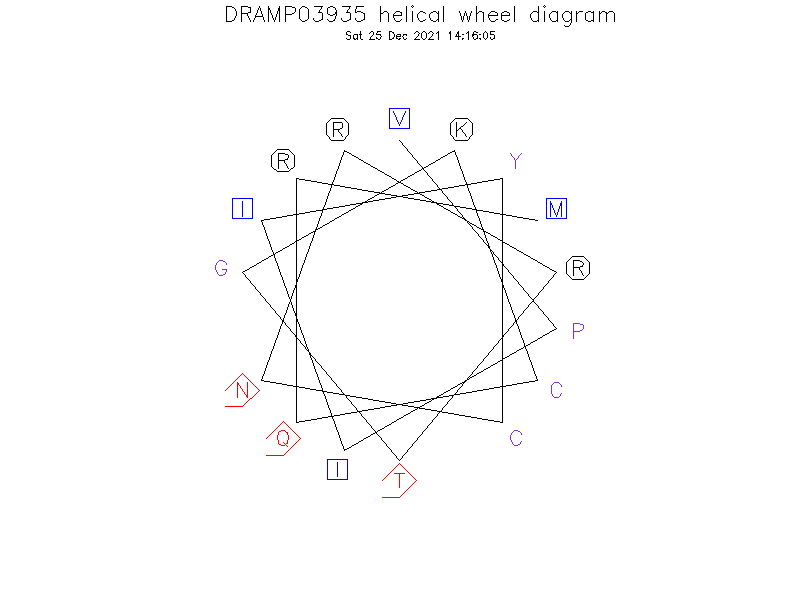 DRAMP03935 helical wheel diagram
Sat 25 Dec 2021 14:16:05
V
R
K
R
Y
I
M
G
R
P
N
C
Q
C
I
T